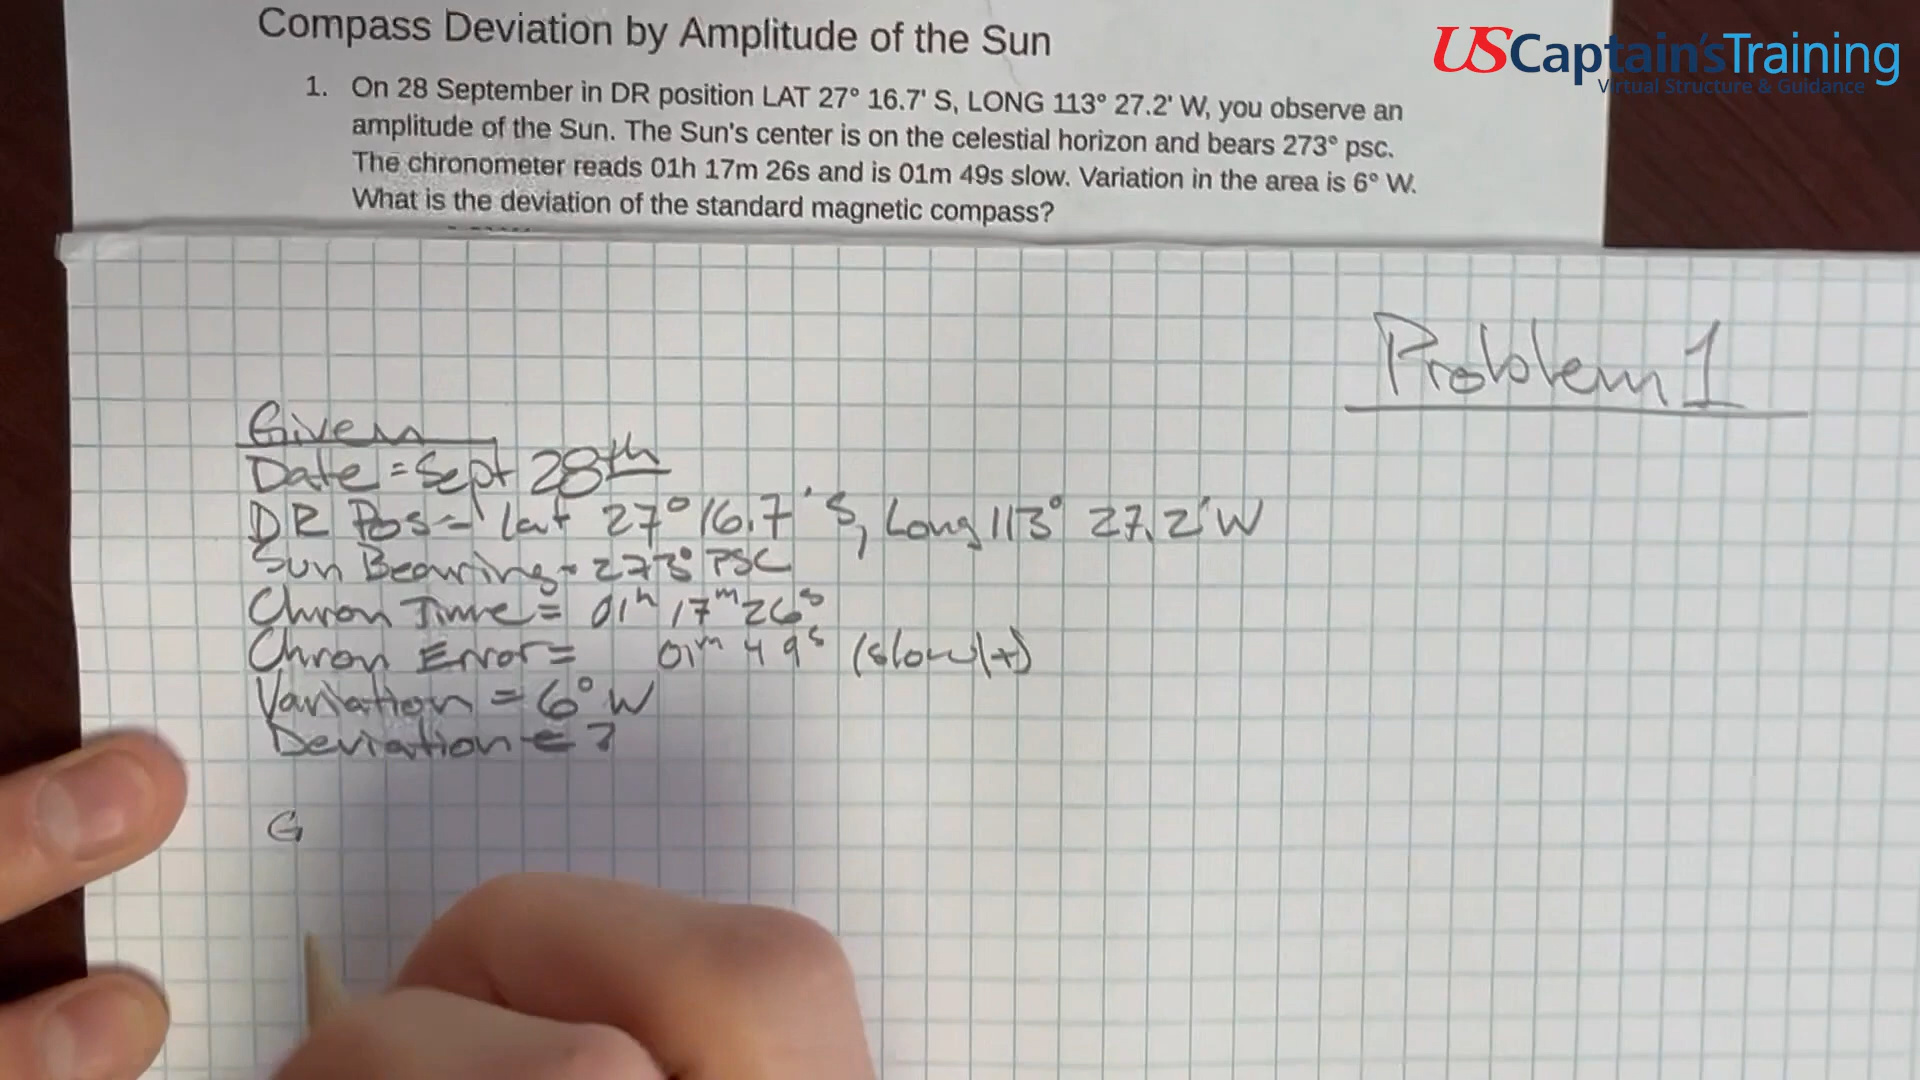 Compass Deviation by Amplitude of the Sun
USCaptain'sTraining
Virtual Structure & Guidance
1. On 28 September in DR position LAT 27° 16.7' S, LONG 113° 27.2' W, you observe an
amplitude of the Sun. The Sun's center is on the celestial horizon and bears 273° psc.
The chronometer reads 01h 17m 26s and is 01m 49s slow. Variation in the area is 6° W.
What is the deviation of the standard magnetic compass?
Problem 1
Given
Date = Sept 28th
DR Pos = Lat 27° 16.7' S, Long 113° 27.2' W
Sun Bearing = 273° PSC
Chron Time = 01h 17m 26s
Chron Error = 01m 49s (slow/+)
Variation = 6° W
Deviation = ?
G